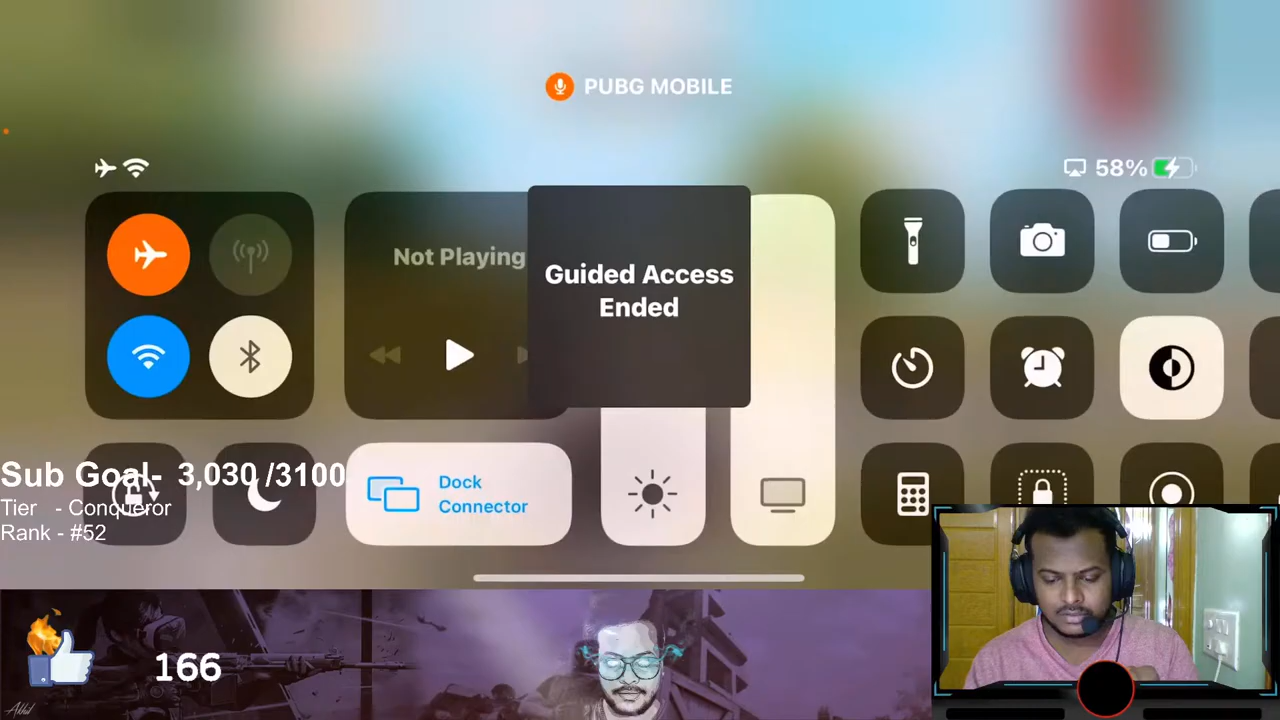 PUBG MOBILE
58%
Not Playing
Guided Access
Ended
Dock
Connector
Sub Goal- 3,030 /3100
Tier - Conqueror
Rank - #52
166
Akhil